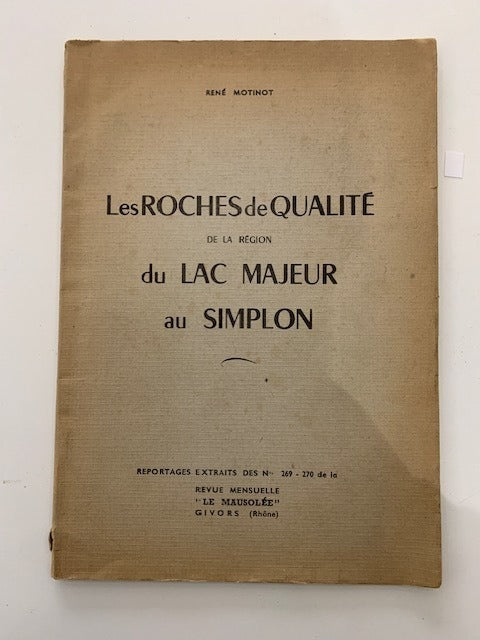 RENÉ MOTINOT
Les ROCHES de QUALITÉ
DE LA RÉGION
du LAC MAJEUR
au SIMPLON
REPORTAGES EXTRAITS DES Nos 269 - 270 de la
REVUE MENSUELLE
"LE MAUSOLÉE"
GIVORS (Rhône)